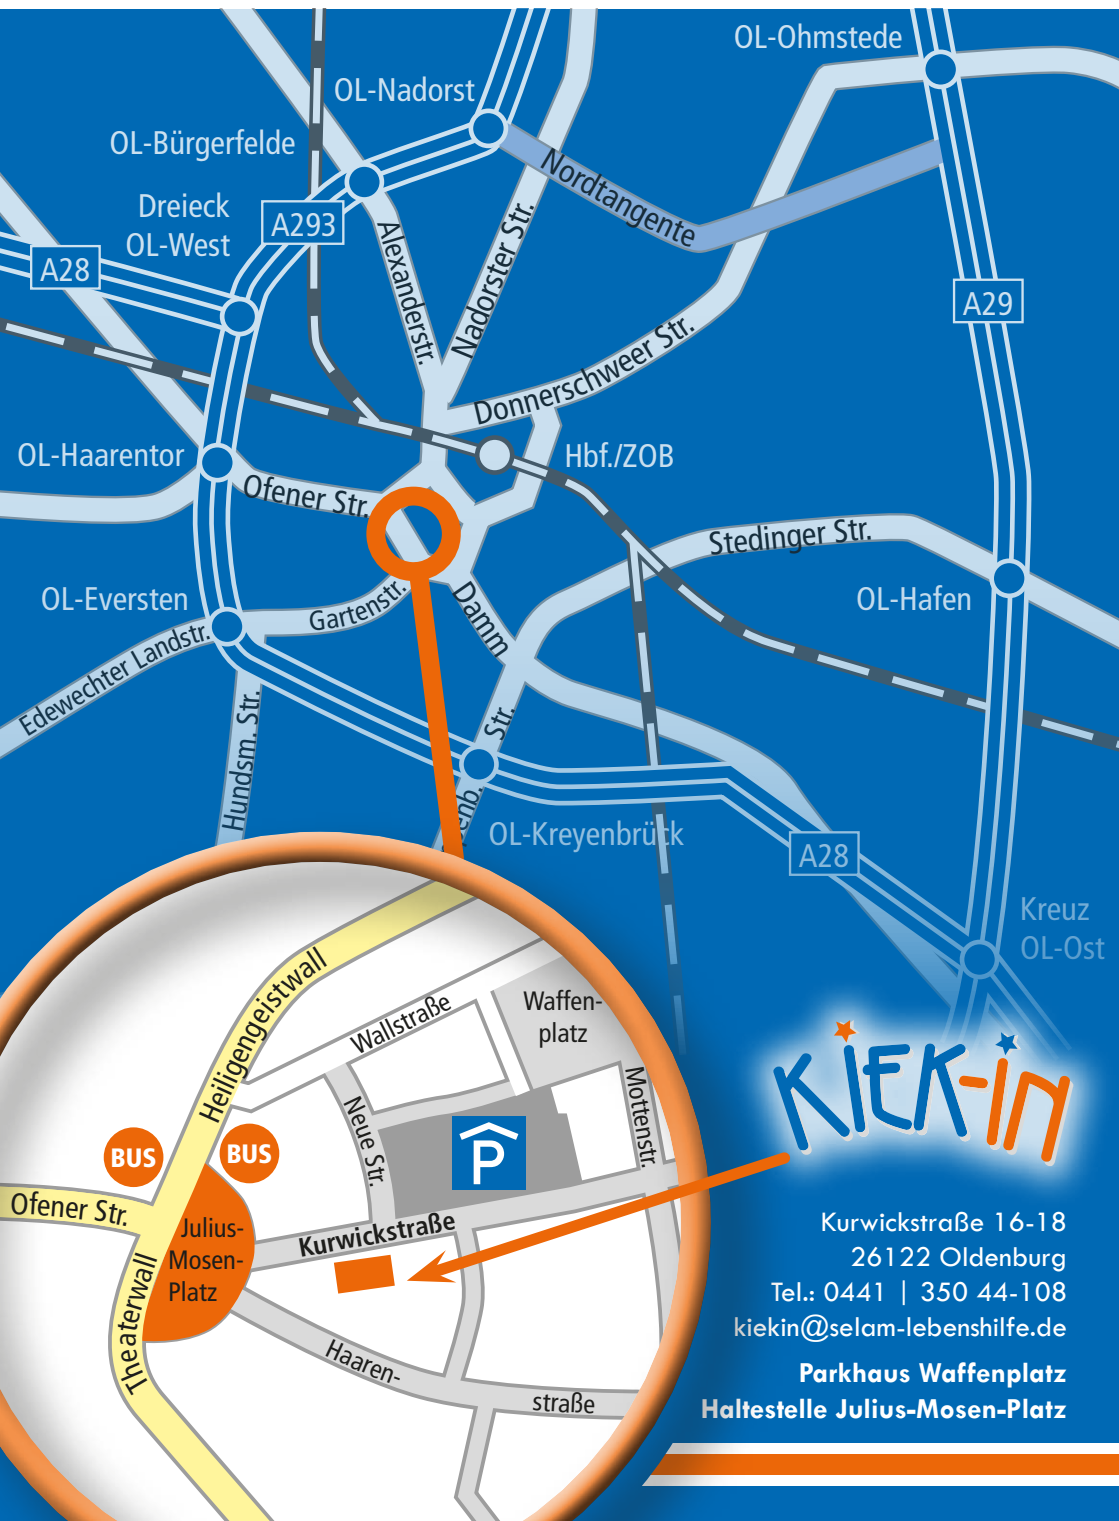 OL-Ohmstede
OL-Nadorst
OL-Bürgerfelde
Nordtangente
Dreieck
OL-West
A293
A28
Alexanderstr.
Nadorster Str.
A29
Donnerschweer Str.
OL-Haarentor
Hbf./ZOB
Ofener Str.
Stedinger Str.
OL-Eversten
Gartenstr.
Damm
OL-Hafen
Edewechter Landstr.
Hundsm. Str.
Str.
OL-Kreyenbrück
A28
Kreuz
OL-Ost
Heiligengeistwall
Wallstraße
Waffen-
platz
Neue Str.
Mottenstr.
P
BUS
BUS
Ofener Str.
Julius-
Mosen-
Platz
Kurwickstraße
Theaterwall
Haaren-
straße
KIEK-IN
Kurwickstraße 16-18
26122 Oldenburg
Tel.: 0441 | 350 44-108
kiekin@selam-lebenshilfe.de
Parkhaus Waffenplatz
Haltestelle Julius-Mosen-Platz